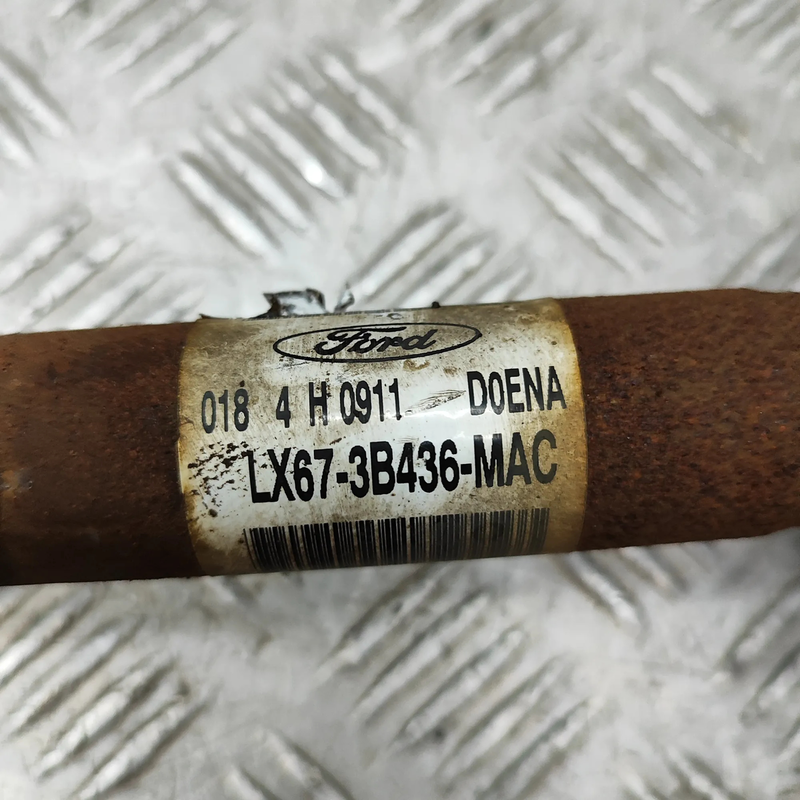 Ford
018 4 H 0911 D0ENA
LX67-3B436-MAC